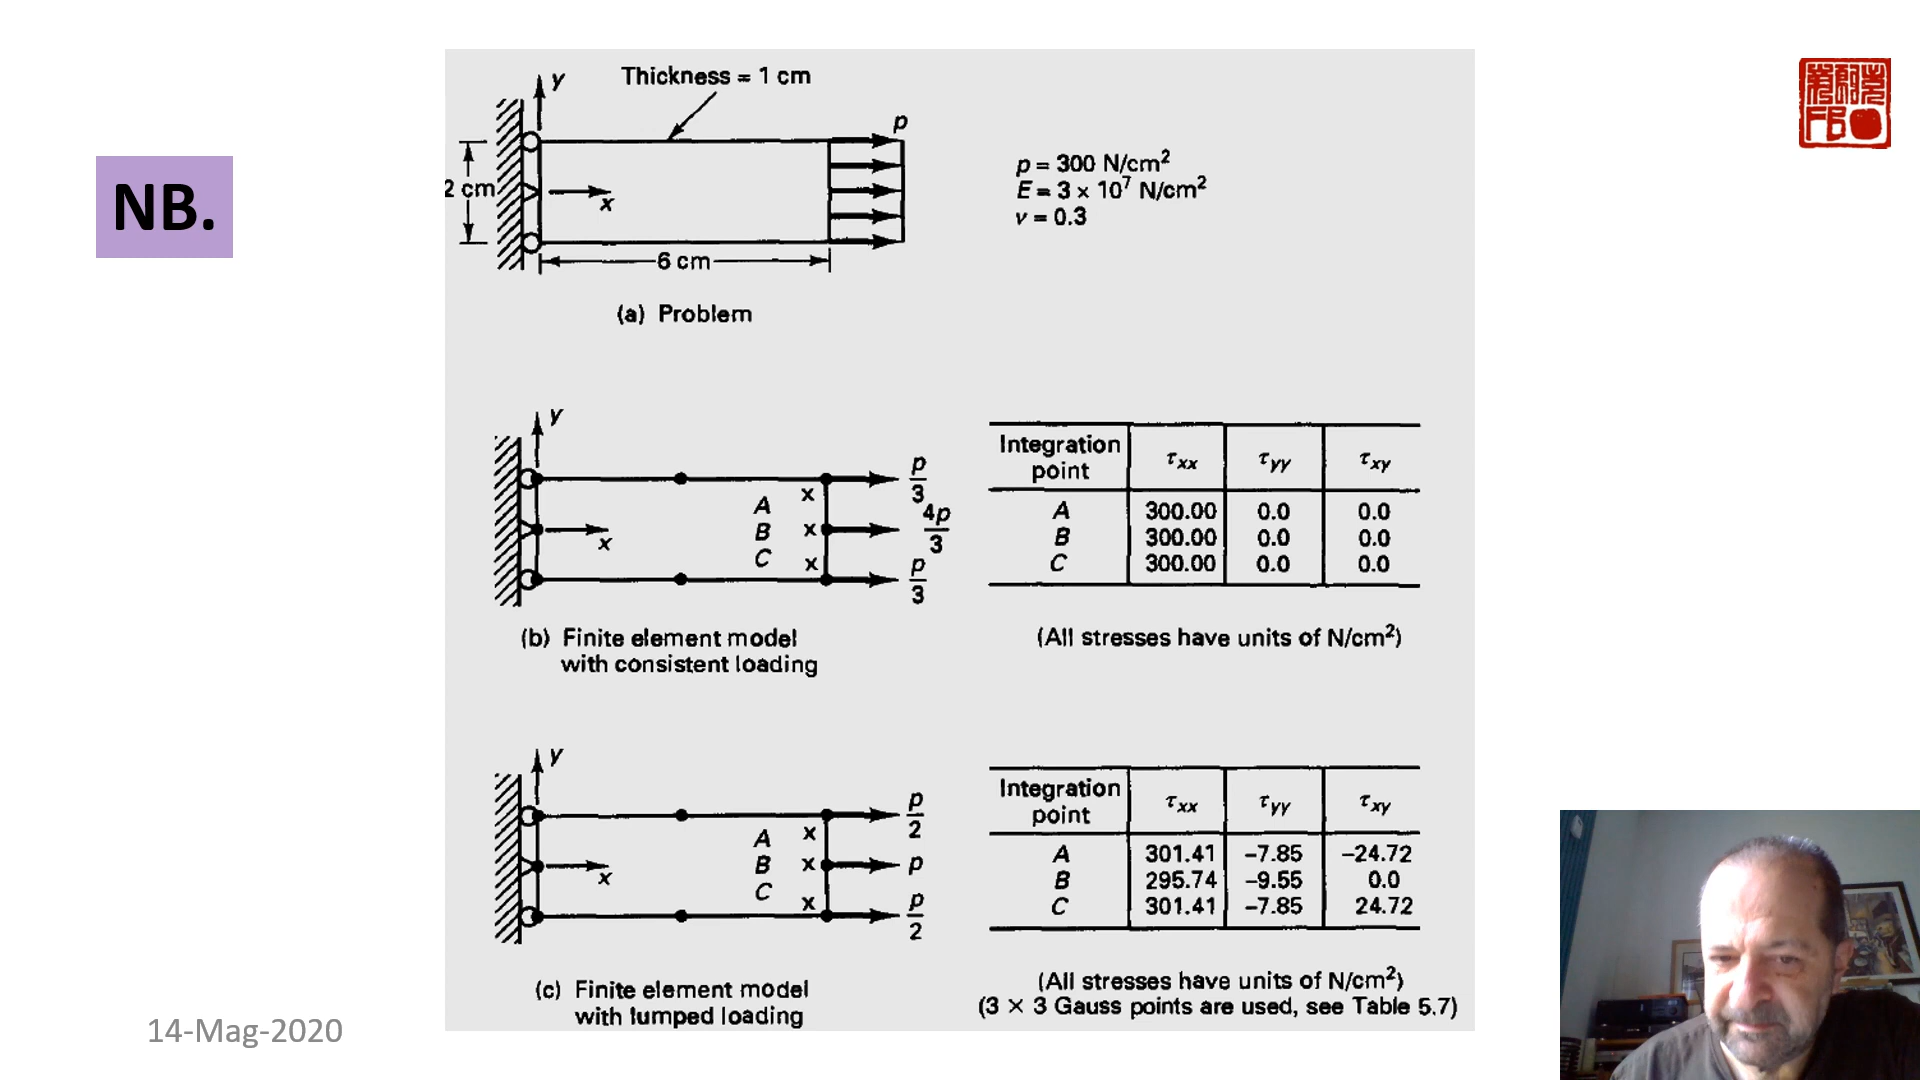 NB.
Thickness = 1 cm
y
p
2 cm
x
6 cm
p = 300 N/cm²
E = 3 × 10⁷ N/cm²
ν = 0.3
(a) Problem
y
x
A x
B x
C x
p/3
4p/3
p/3
(b) Finite element model
with consistent loading
Integration point τxx τyy τxy
A 300.00 0.0 0.0
B 300.00 0.0 0.0
C 300.00 0.0 0.0
(All stresses have units of N/cm²)
y
x
A x
B x
C x
p/2
p
p/2
(c) Finite element model
with lumped loading
Integration point τxx τyy τxy
A 301.41 −7.85 −24.72
B 295.74 −9.55 0.0
C 301.41 −7.85 24.72
(All stresses have units of N/cm²)
(3 × 3 Gauss points are used, see Table 5.7)
14-Mag-2020